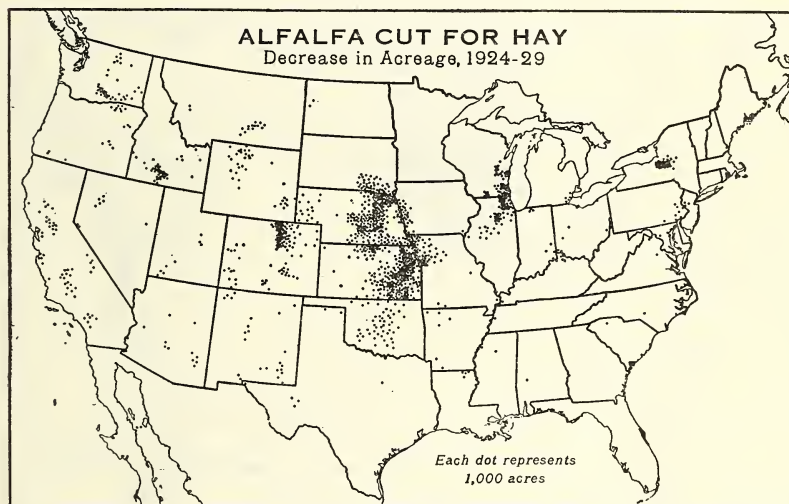 ALFALFA CUT FOR HAY
Decrease in Acreage, 1924-29
Each dot represents
1,000 acres